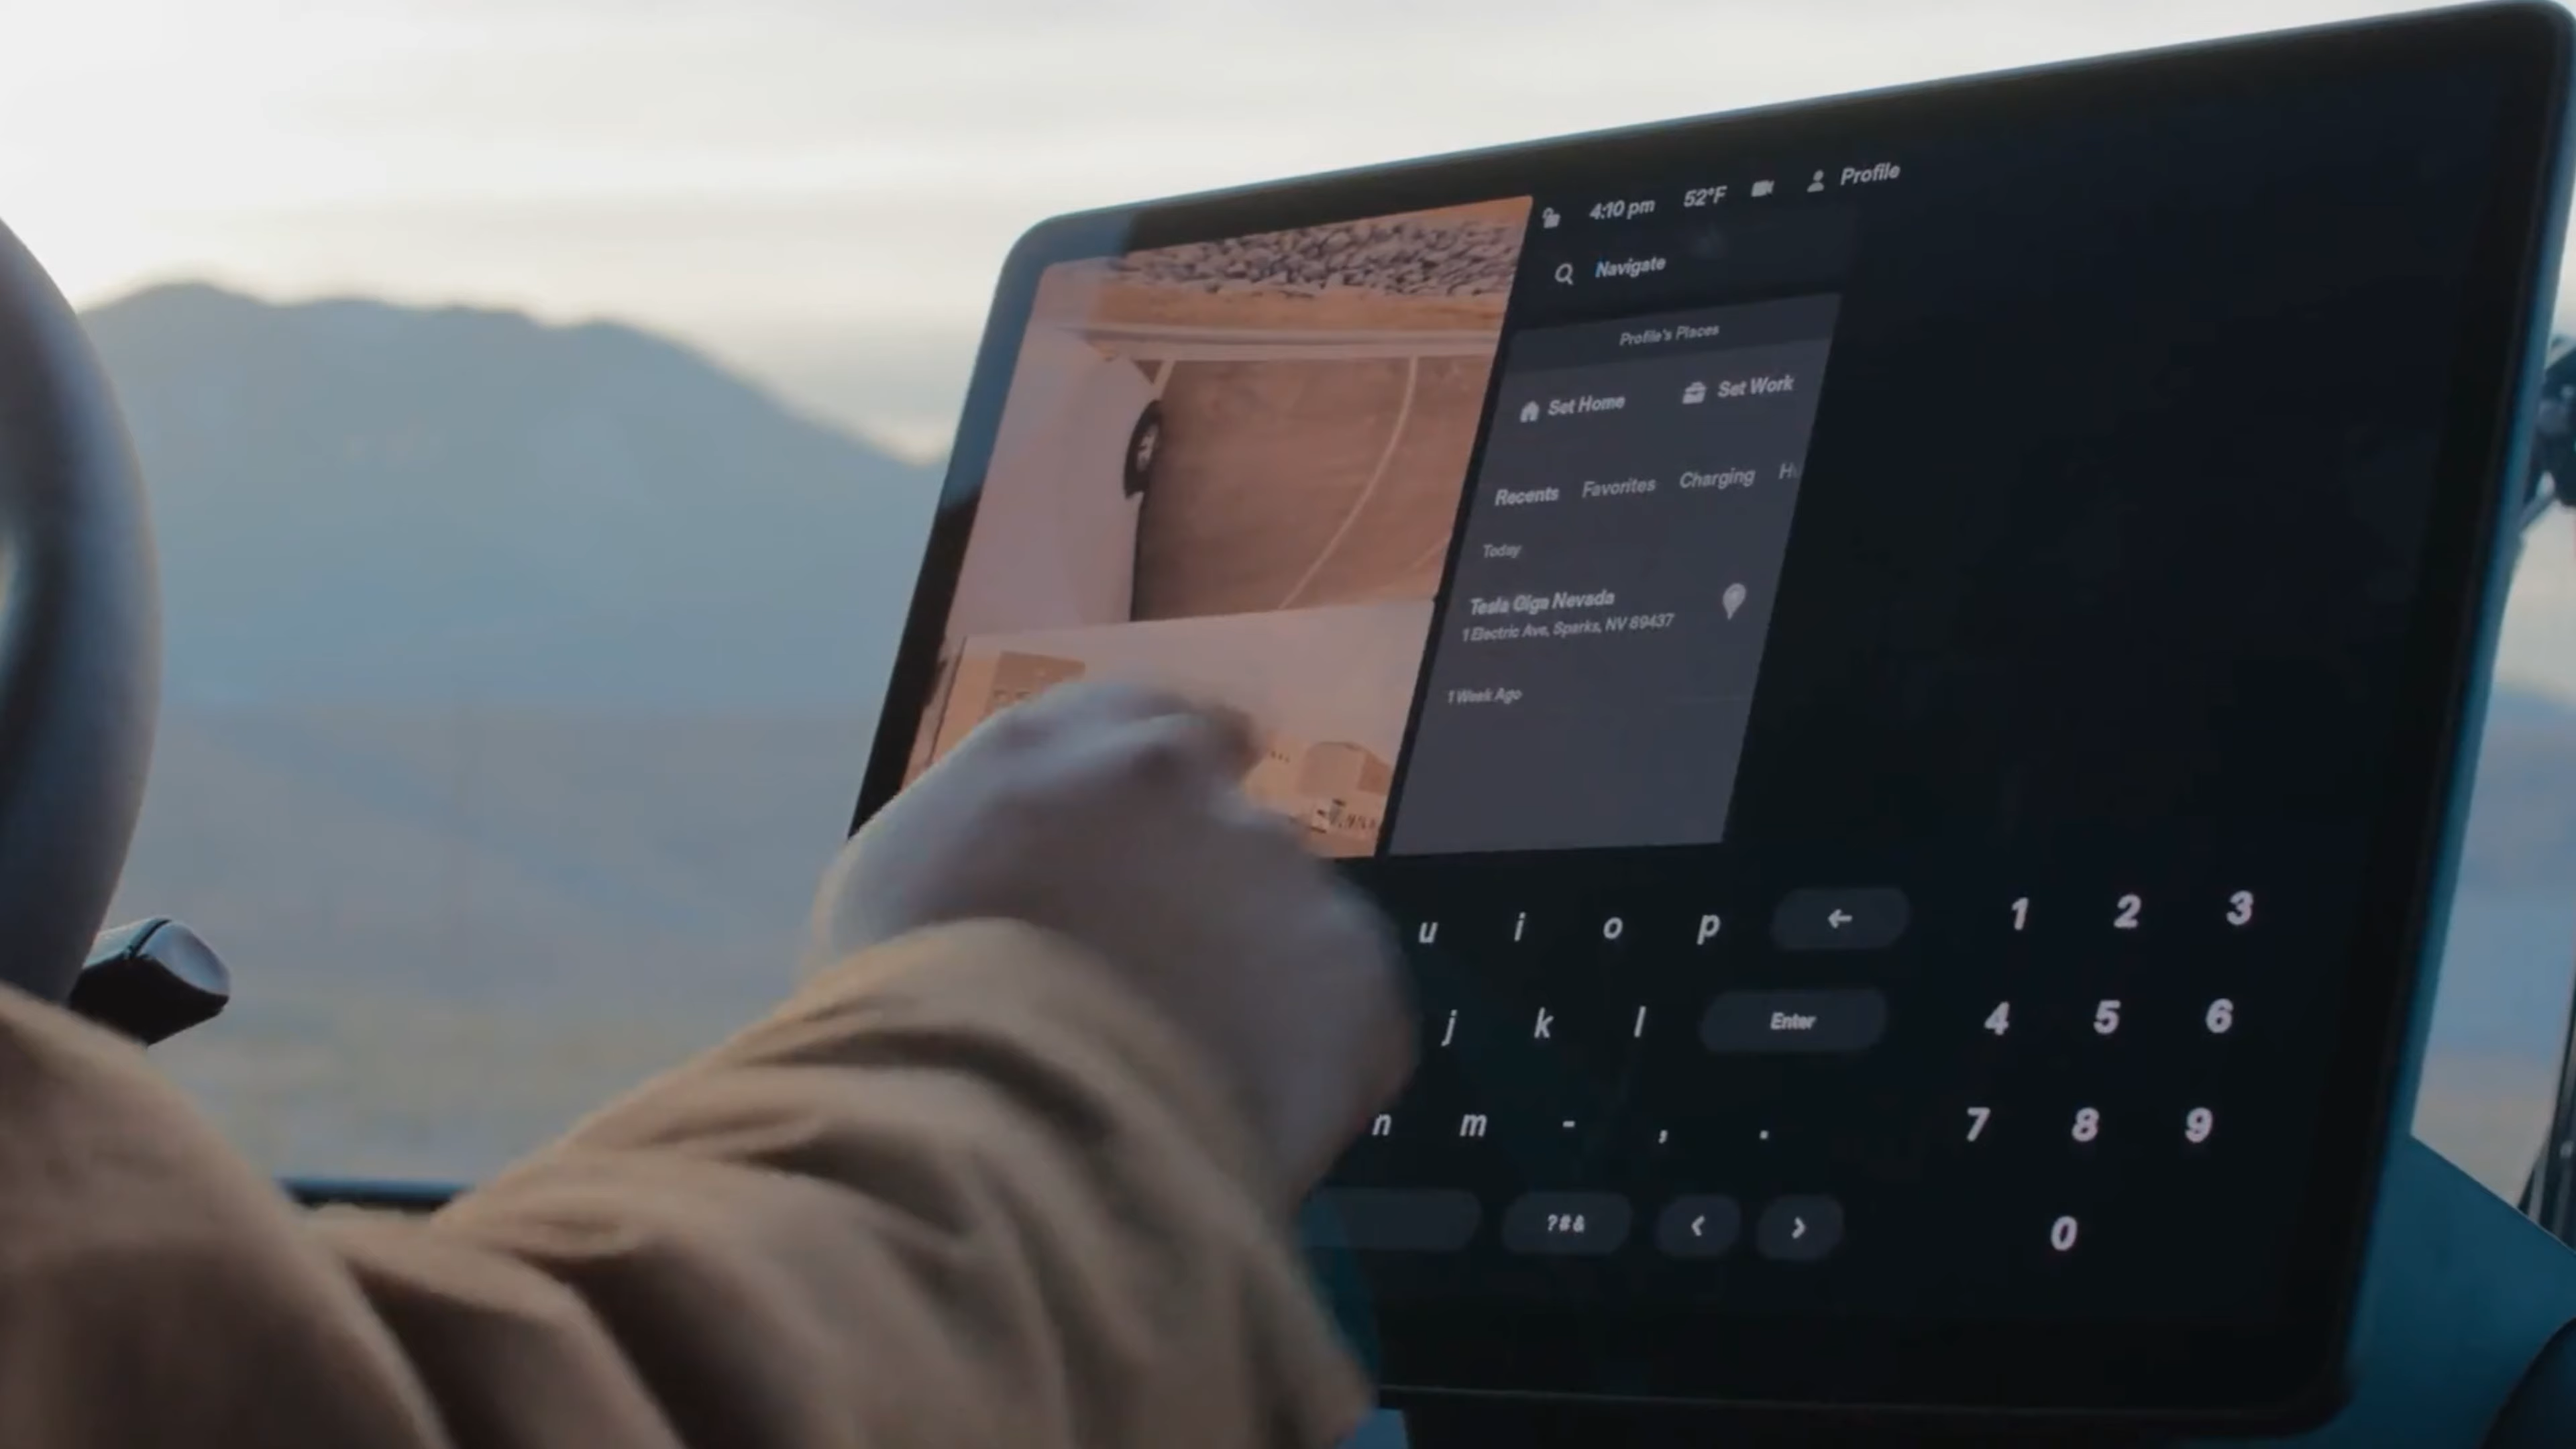 4:10 pm 52°F Profile
Navigate
Profile's Places
Set Home Set Work
Recents Favorites Charging
Today
Tesla Giga Nevada
1 Electric Ave, Sparks, NV 89437
1 Week Ago
u i o p ← 1 2 3
j k l Enter 4 5 6
n m - , . 7 8 9
?#& < > 0